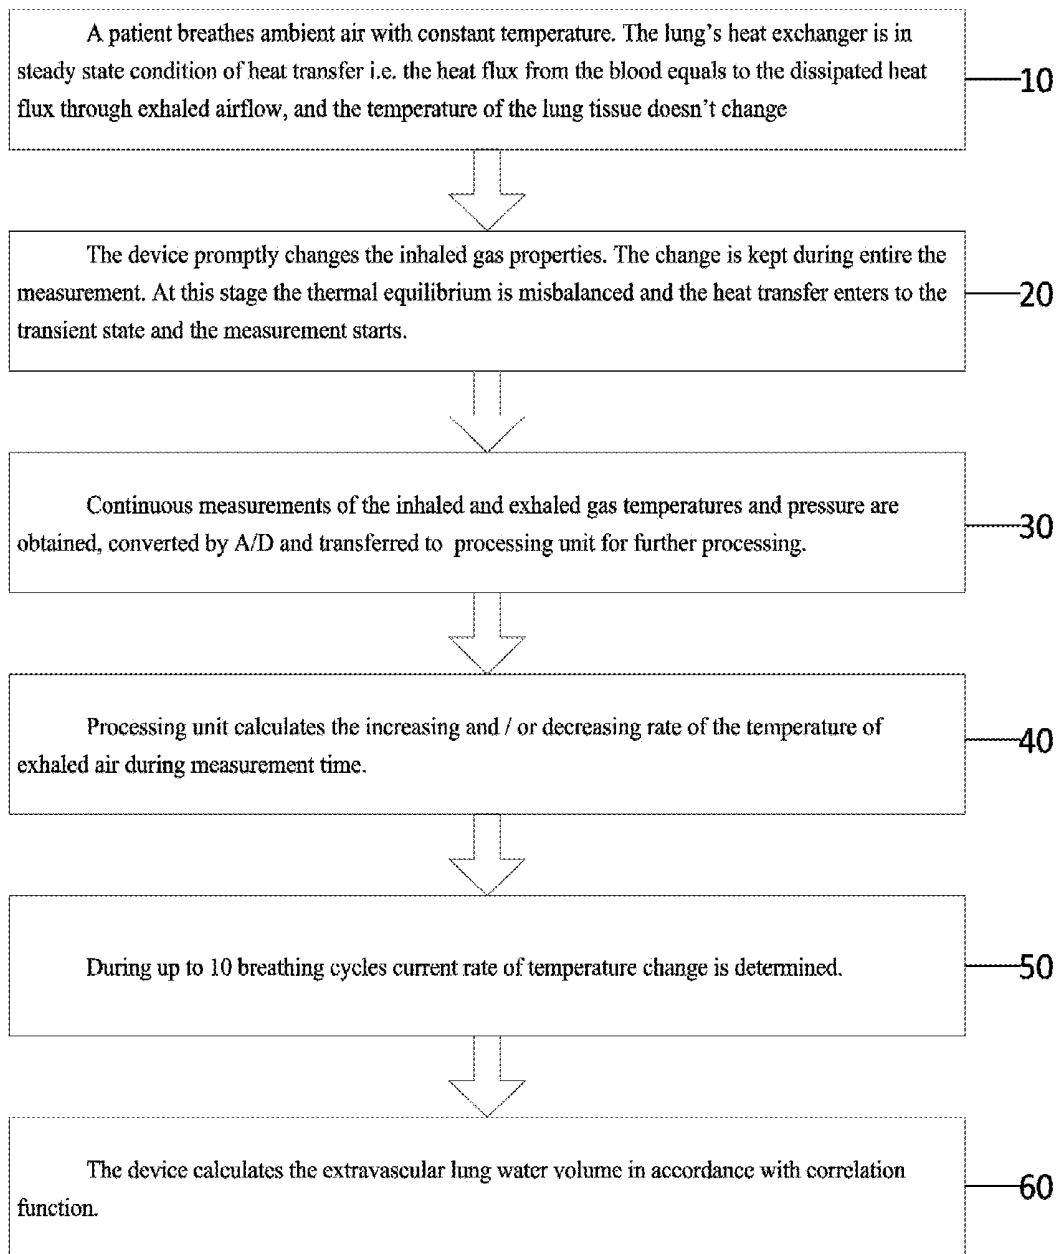 A patient breathes ambient air with constant temperature. The lung's heat exchanger is in
steady state condition of heat transfer i.e. the heat flux from the blood equals to the dissipated heat
flux through exhaled airflow, and the temperature of the lung tissue doesn't change
10
The device promptly changes the inhaled gas properties. The change is kept during entire the
measurement. At this stage the thermal equilibrium is misbalanced and the heat transfer enters to the
transient state and the measurement starts.
20
Continuous measurements of the inhaled and exhaled gas temperatures and pressure are
obtained, converted by A/D and transferred to processing unit for further processing.
30
Processing unit calculates the increasing and / or decreasing rate of the temperature of
exhaled air during measurement time.
40
During up to 10 breathing cycles current rate of temperature change is determined.
50
The device calculates the extravascular lung water volume in accordance with correlation
function.
60